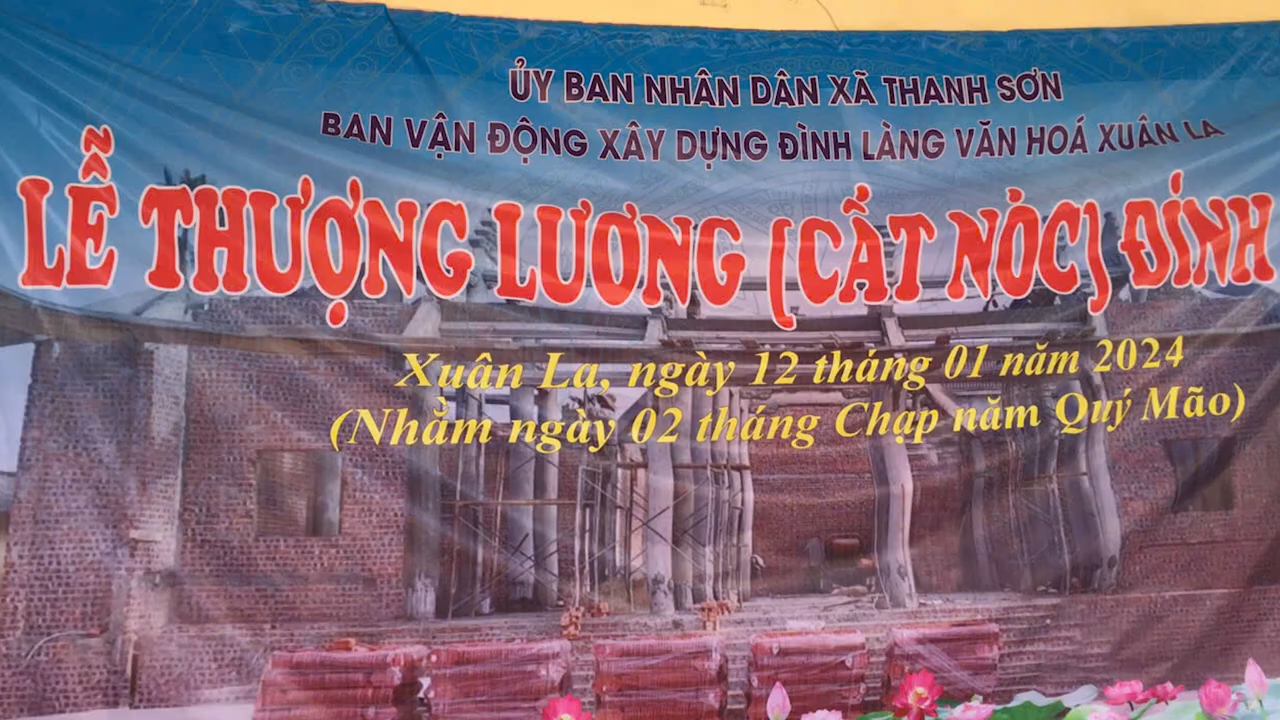 ỦY BAN NHÂN DÂN XÃ THANH SƠN
BAN VẬN ĐỘNG XÂY DỰNG ĐÌNH LÀNG VĂN HOÁ XUÂN LA
LỄ THƯỢNG LƯƠNG (CẤT NÓC) ĐÍNH
Xuân La, ngày 12 tháng 01 năm 2024
(Nhằm ngày 02 tháng Chạp năm Quý Mão)